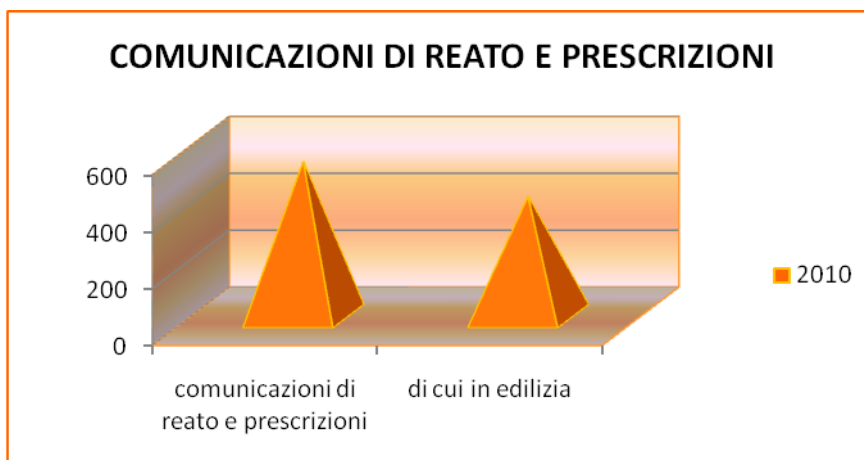 COMUNICAZIONI DI REATO E PRESCRIZIONI
600
400
200
0
comunicazioni di
reato e prescrizioni
di cui in edilizia
2010